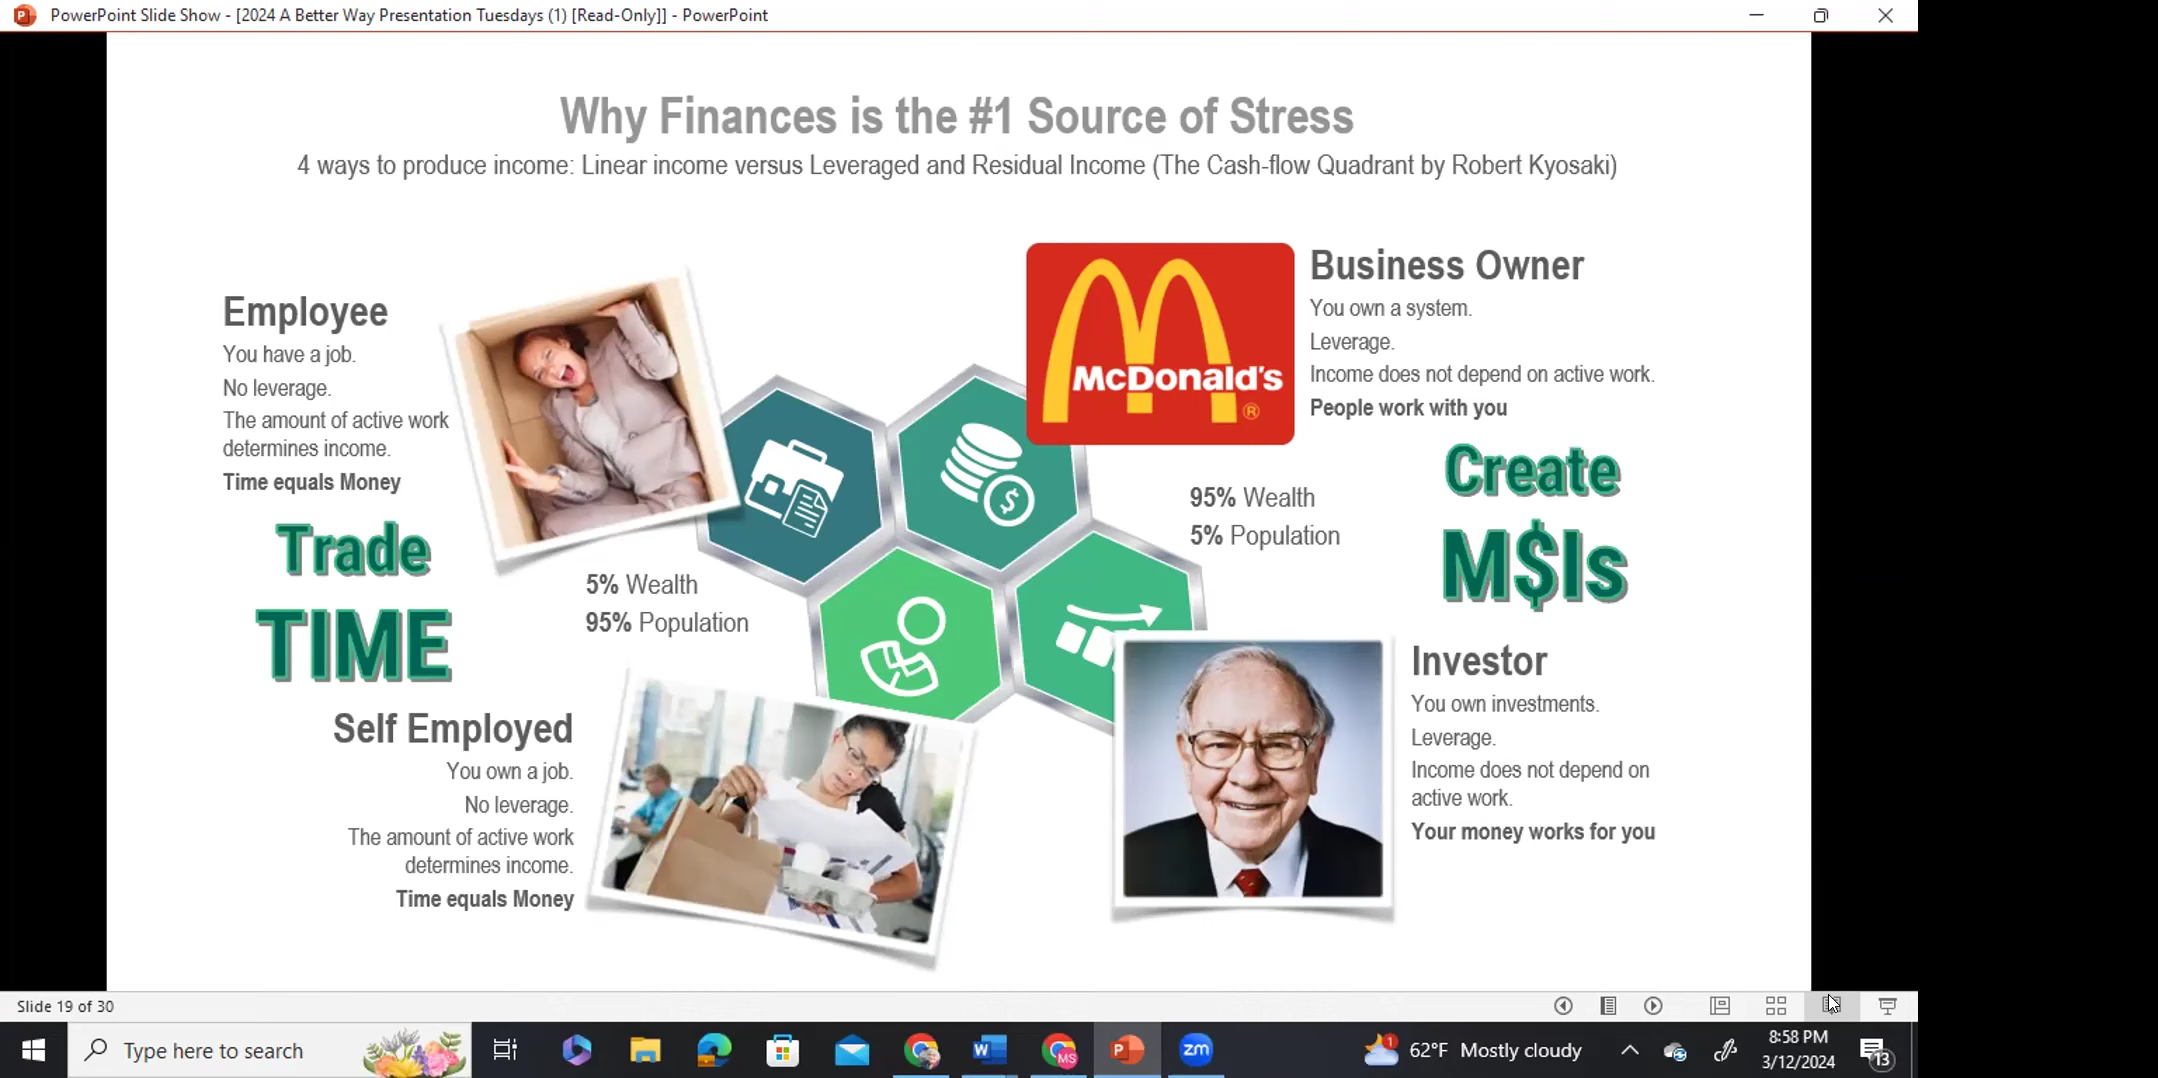 PowerPoint Slide Show - [2024 A Better Way Presentation Tuesdays (1) [Read-Only]] - PowerPoint
Why Finances is the #1 Source of Stress
4 ways to produce income: Linear income versus Leveraged and Residual Income (The Cash-flow Quadrant by Robert Kyosaki)
Employee
You have a job.
No leverage.
The amount of active work
determines income.
Time equals Money
Trade
TIME
5% Wealth
95% Population
Self Employed
You own a job.
No leverage.
The amount of active work
determines income.
Time equals Money
McDonald's
®
$
Business Owner
You own a system.
Leverage.
Income does not depend on active work.
People work with you
95% Wealth
5% Population
Create
M$Is
Investor
You own investments.
Leverage.
Income does not depend on
active work.
Your money works for you
Slide 19 of 30
Type here to search
W
MS
P
zm
1
62°F Mostly cloudy
8:58 PM
3/12/2024
13